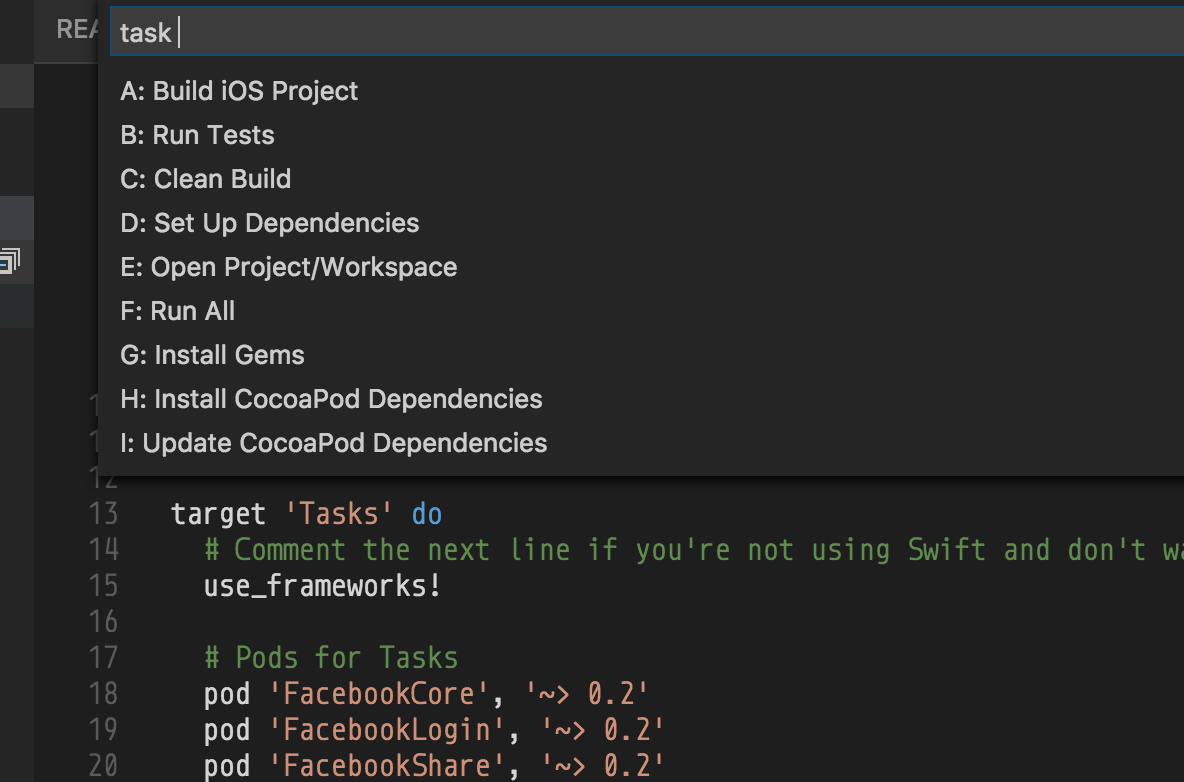 REA
task
A: Build iOS Project
B: Run Tests
C: Clean Build
D: Set Up Dependencies
E: Open Project/Workspace
F: Run All
G: Install Gems
H: Install CocoaPod Dependencies
I: Update CocoaPod Dependencies
12
13 target 'Tasks' do
14 # Comment the next line if you're not using Swift and don't wa
15 use_frameworks!
16
17 # Pods for Tasks
18 pod 'FacebookCore', '~> 0.2'
19 pod 'FacebookLogin', '~> 0.2'
20 pod 'FacebookShare', '~> 0.2'